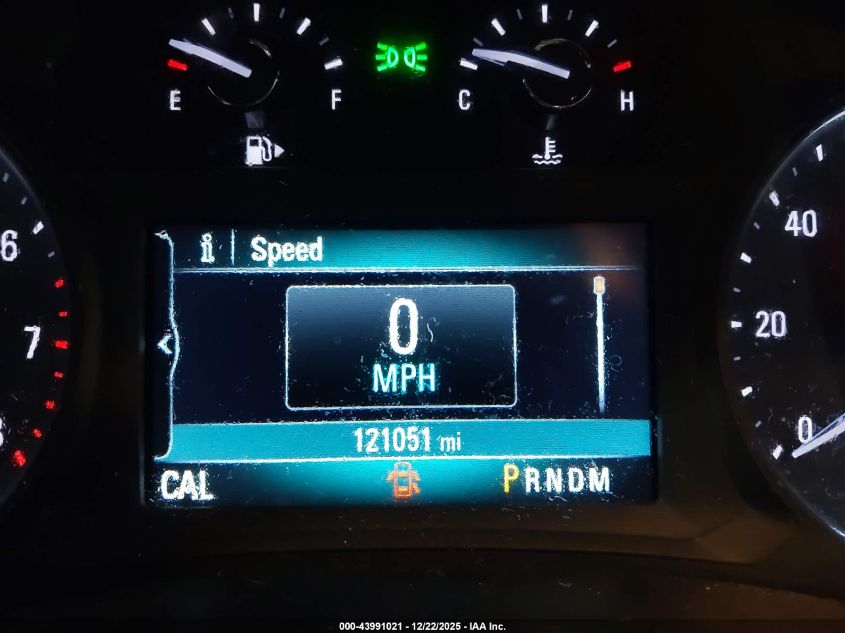 E F C H
6
7
8
i Speed
0
MPH
121051 mi
CAL PRNDM
40
20
0
000-43991021 - 12/22/2025 - IAA Inc.